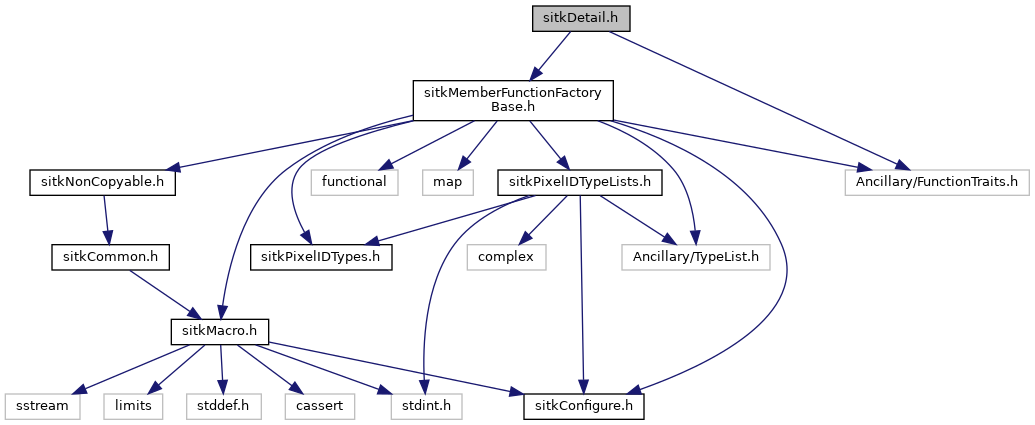 sitkDetail.h
sitkMemberFunctionFactory
Base.h
sitkNonCopyable.h
functional
map
sitkPixelIDTypeLists.h
Ancillary/FunctionTraits.h
sitkCommon.h
sitkPixelIDTypes.h
complex
Ancillary/TypeList.h
sitkMacro.h
sstream
limits
stddef.h
cassert
stdint.h
sitkConfigure.h